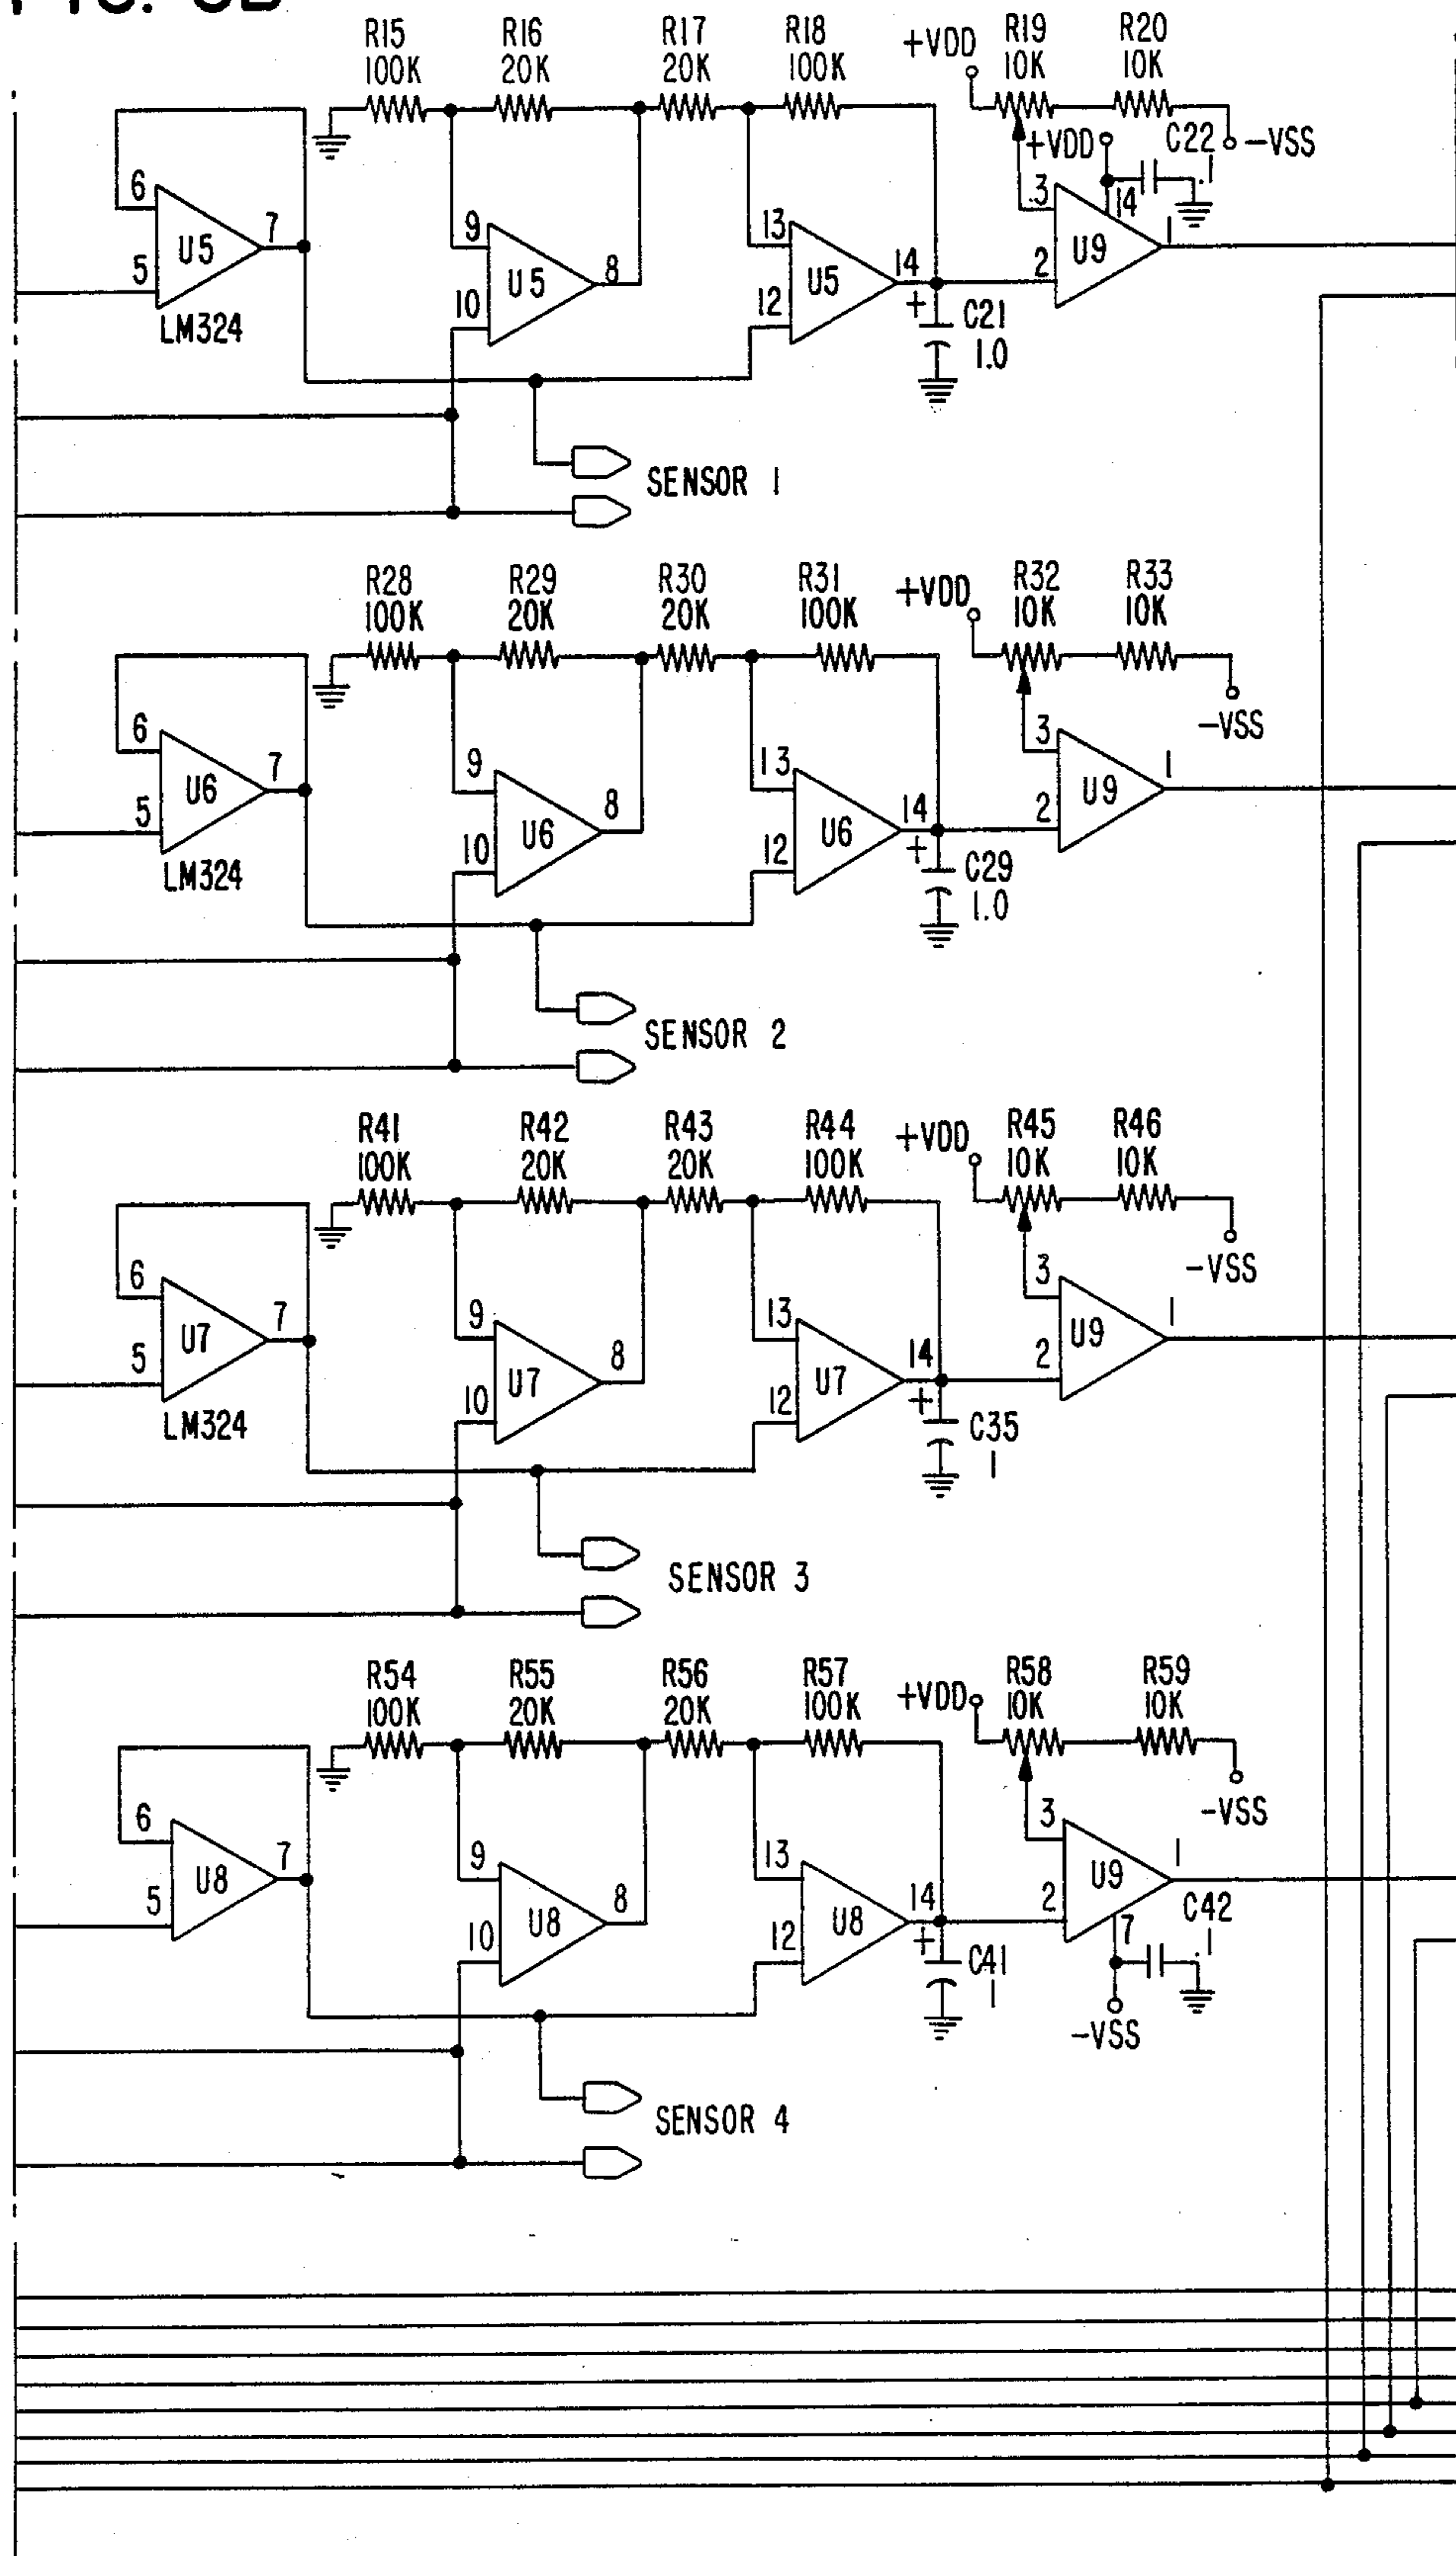 R15 R16 R17 R18 +VDD R19 R20
100K 20K 20K 100K 10K 10K
+VDD C22 -VSS
.1
6 7 U5 5 LM324
9 10 U5 8
13 12 U5 14
+ C21
1.0
3 14 2 U9 1
SENSOR 1
R28 R29 R30 R31 +VDD R32 R33
100K 20K 20K 100K 10K 10K
-VSS
6 7 U6 5 LM324
9 10 U6 8
13 12 U6 14
+ C29
1.0
3 2 U9 1
SENSOR 2
R41 R42 R43 R44 +VDD R45 R46
100K 20K 20K 100K 10K 10K
-VSS
6 7 U7 5 LM324
9 10 U7 8
13 12 U7 14
+ C35
1
3 2 U9 1
SENSOR 3
R54 R55 R56 R57 +VDD R58 R59
100K 20K 20K 100K 10K 10K
-VSS
6 7 U8 5
9 10 U8 8
13 12 U8 14
+ C41
1
3 2 U9 1
7 C42
.1
-VSS
SENSOR 4